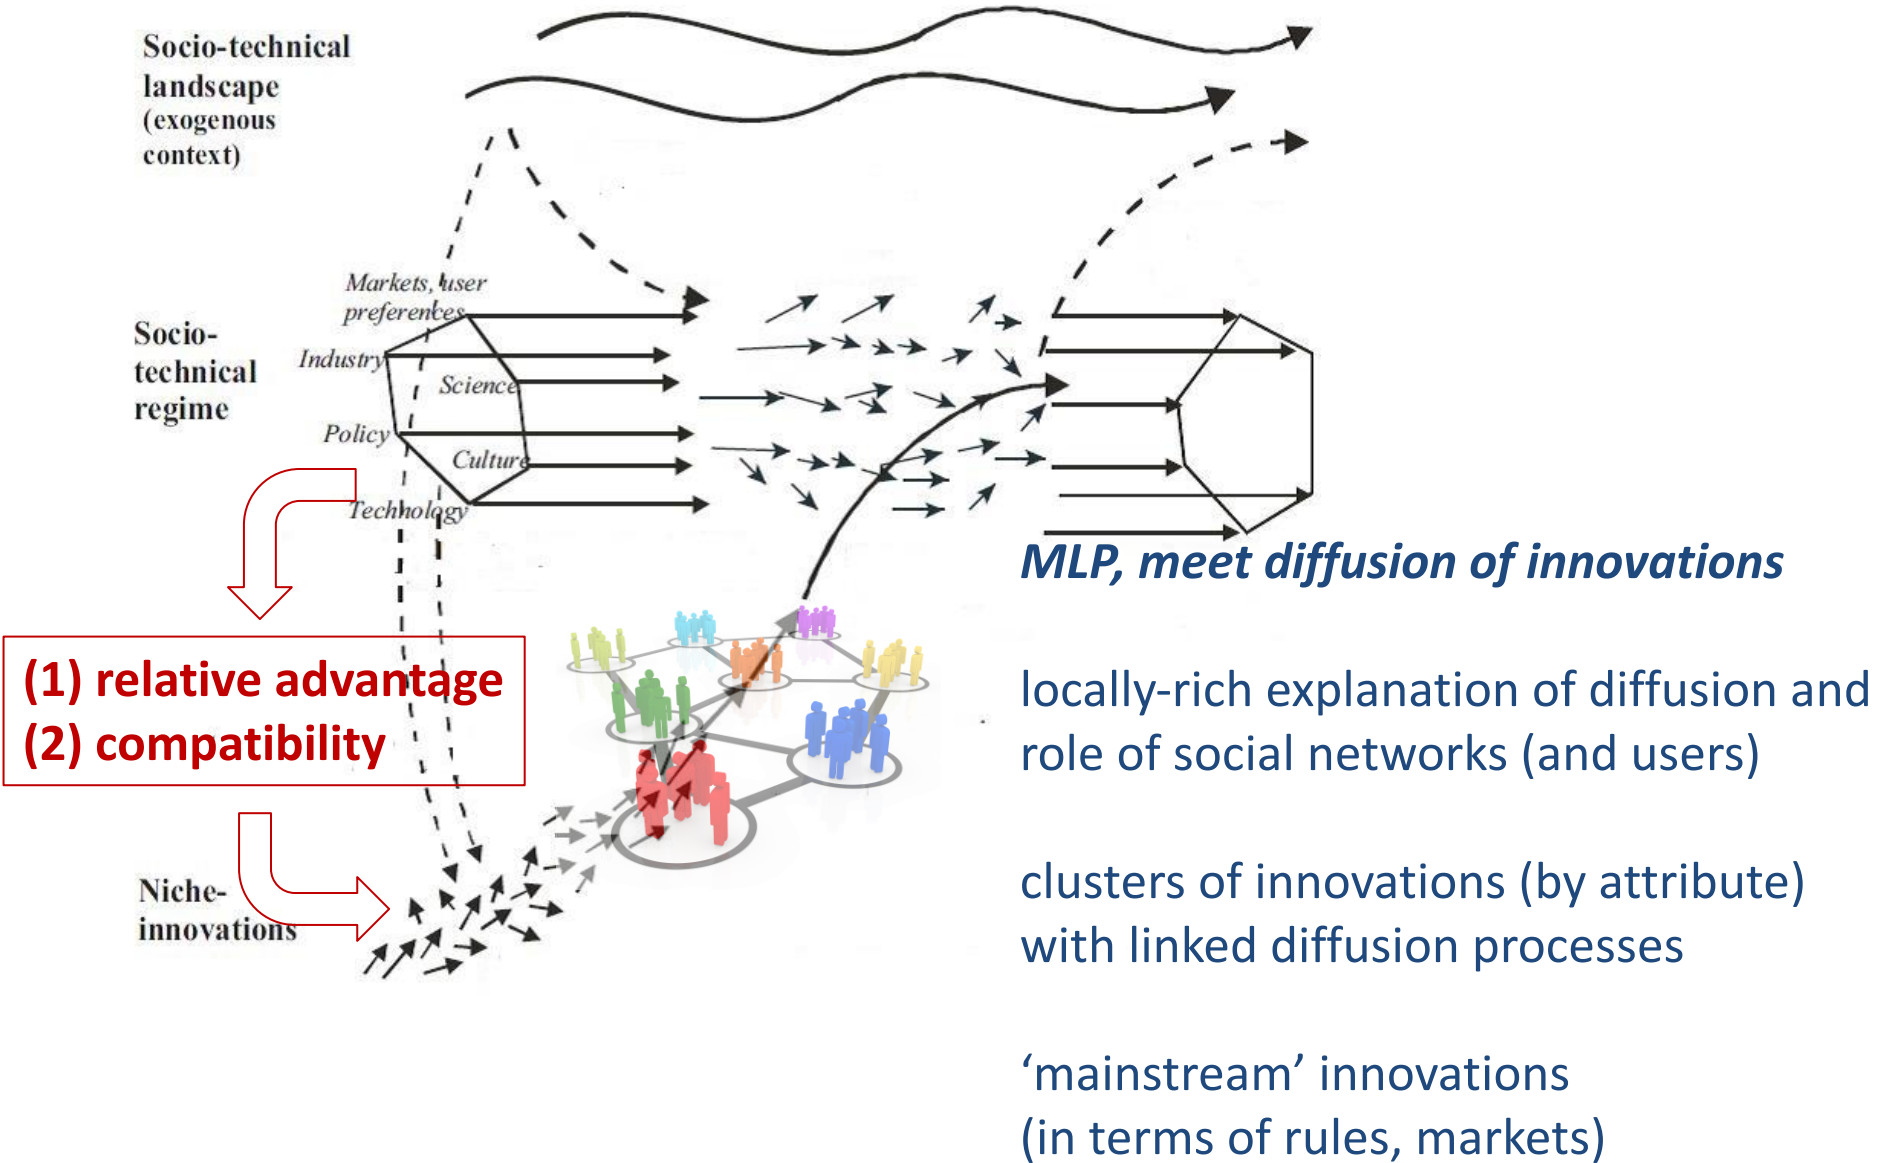 Socio-technical
landscape
(exogenous
context)
Markets, user
preferences
Socio-
technical
regime
Industry
Science
Policy
Culture
Technology
(1) relative advantage
(2) compatibility
Niche-
innovations
MLP, meet diffusion of innovations
locally-rich explanation of diffusion and
role of social networks (and users)
clusters of innovations (by attribute)
with linked diffusion processes
‘mainstream’ innovations
(in terms of rules, markets)